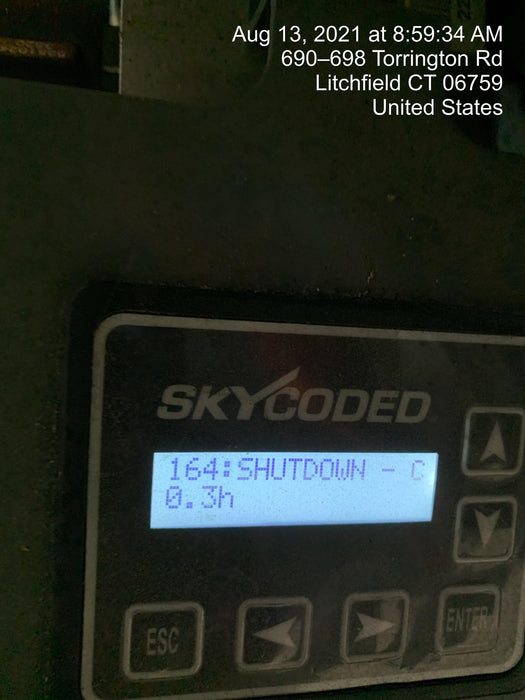 Aug 13, 2021 at 8:59:34 AM
690–698 Torrington Rd
Litchfield CT 06759
United States
SKYCODED
164:SHUTDOWN - C
0.3h
ESC
ENTER